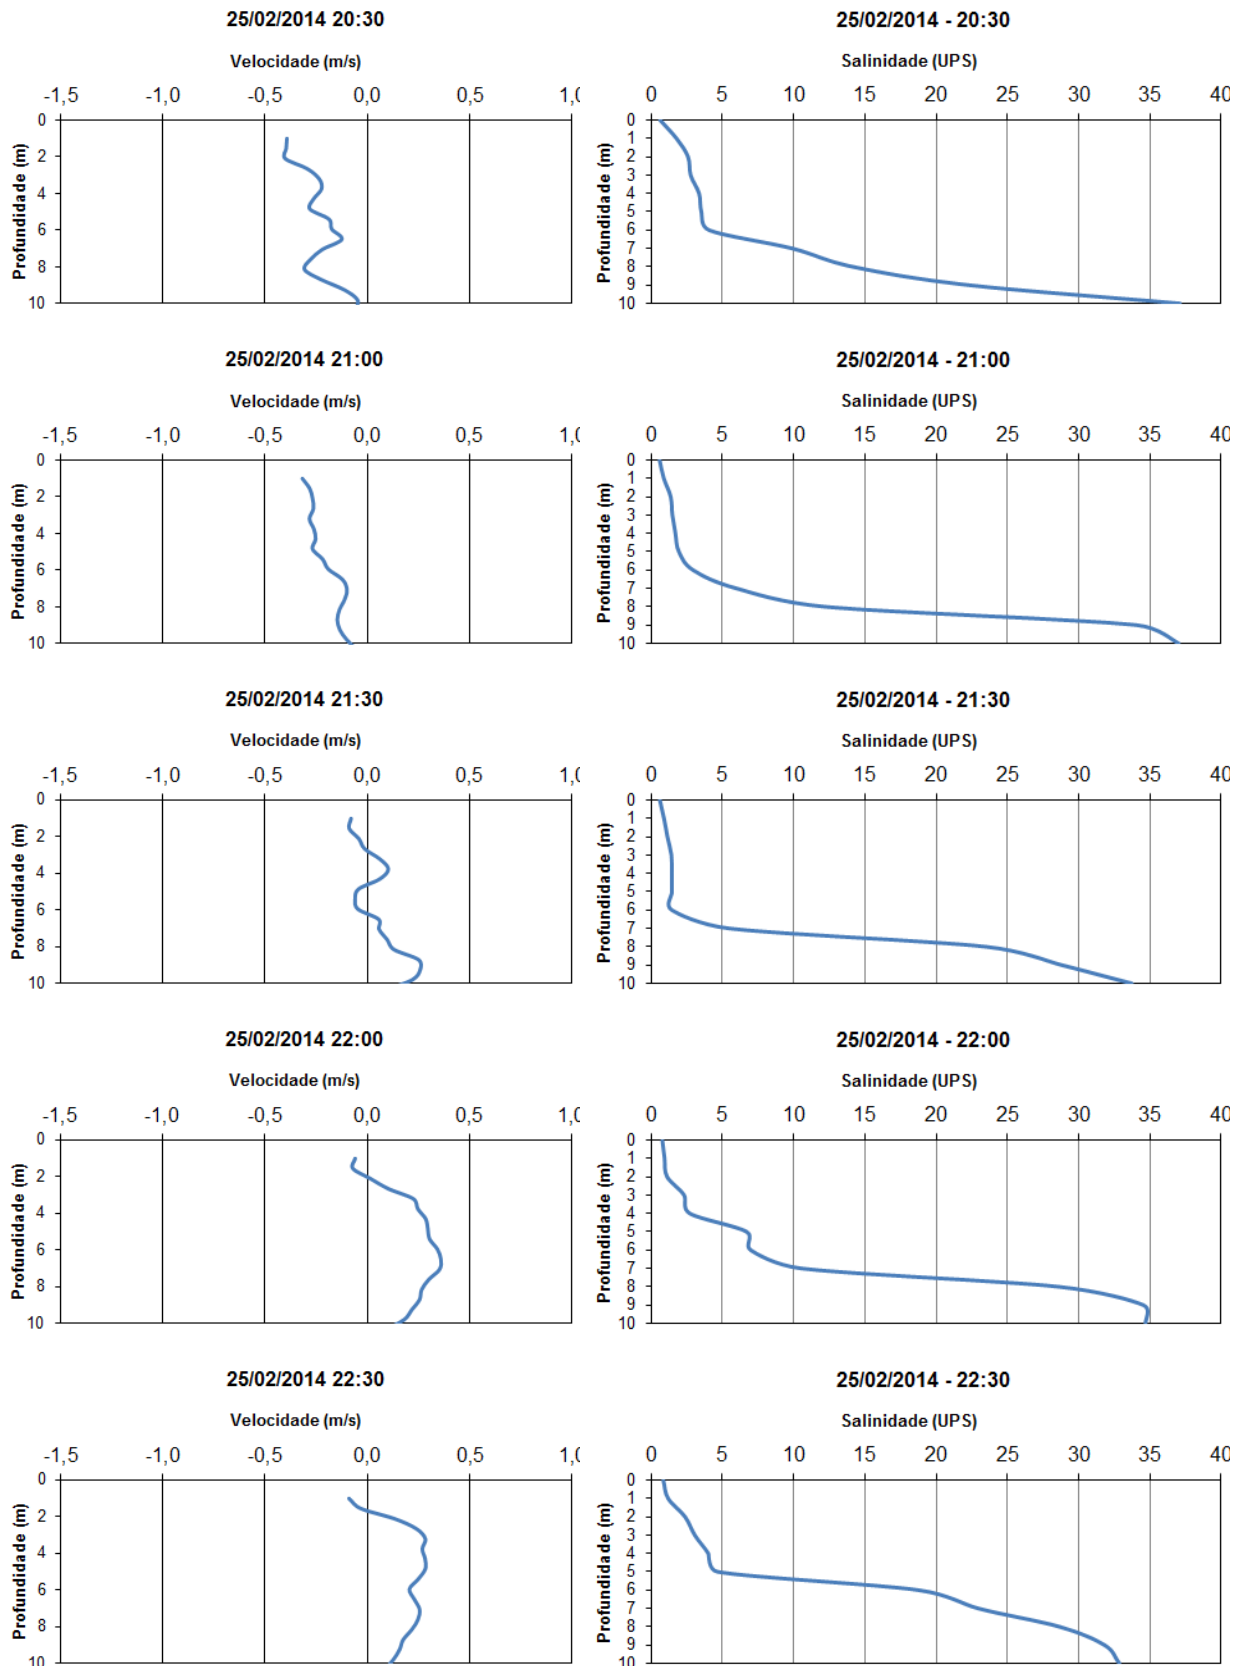 25/02/2014 20:30
Velocidade (m/s)
-1,5 -1,0 -0,5 0,0 0,5 1,0
Profundidade (m)
0
2
4
6
8
10
25/02/2014 - 20:30
Salinidade (UPS)
0 5 10 15 20 25 30 35 40
Profundidade (m)
0
1
2
3
4
5
6
7
8
9
10
25/02/2014 21:00
Velocidade (m/s)
-1,5 -1,0 -0,5 0,0 0,5 1,0
Profundidade (m)
0
2
4
6
8
10
25/02/2014 - 21:00
Salinidade (UPS)
0 5 10 15 20 25 30 35 40
Profundidade (m)
0
1
2
3
4
5
6
7
8
9
10
25/02/2014 21:30
Velocidade (m/s)
-1,5 -1,0 -0,5 0,0 0,5 1,0
Profundidade (m)
0
2
4
6
8
10
25/02/2014 - 21:30
Salinidade (UPS)
0 5 10 15 20 25 30 35 40
Profundidade (m)
0
1
2
3
4
5
6
7
8
9
10
25/02/2014 22:00
Velocidade (m/s)
-1,5 -1,0 -0,5 0,0 0,5 1,0
Profundidade (m)
0
2
4
6
8
10
25/02/2014 - 22:00
Salinidade (UPS)
0 5 10 15 20 25 30 35 40
Profundidade (m)
0
1
2
3
4
5
6
7
8
9
10
25/02/2014 22:30
Velocidade (m/s)
-1,5 -1,0 -0,5 0,0 0,5 1,0
Profundidade (m)
0
2
4
6
8
10
25/02/2014 - 22:30
Salinidade (UPS)
0 5 10 15 20 25 30 35 40
Profundidade (m)
0
1
2
3
4
5
6
7
8
9
10